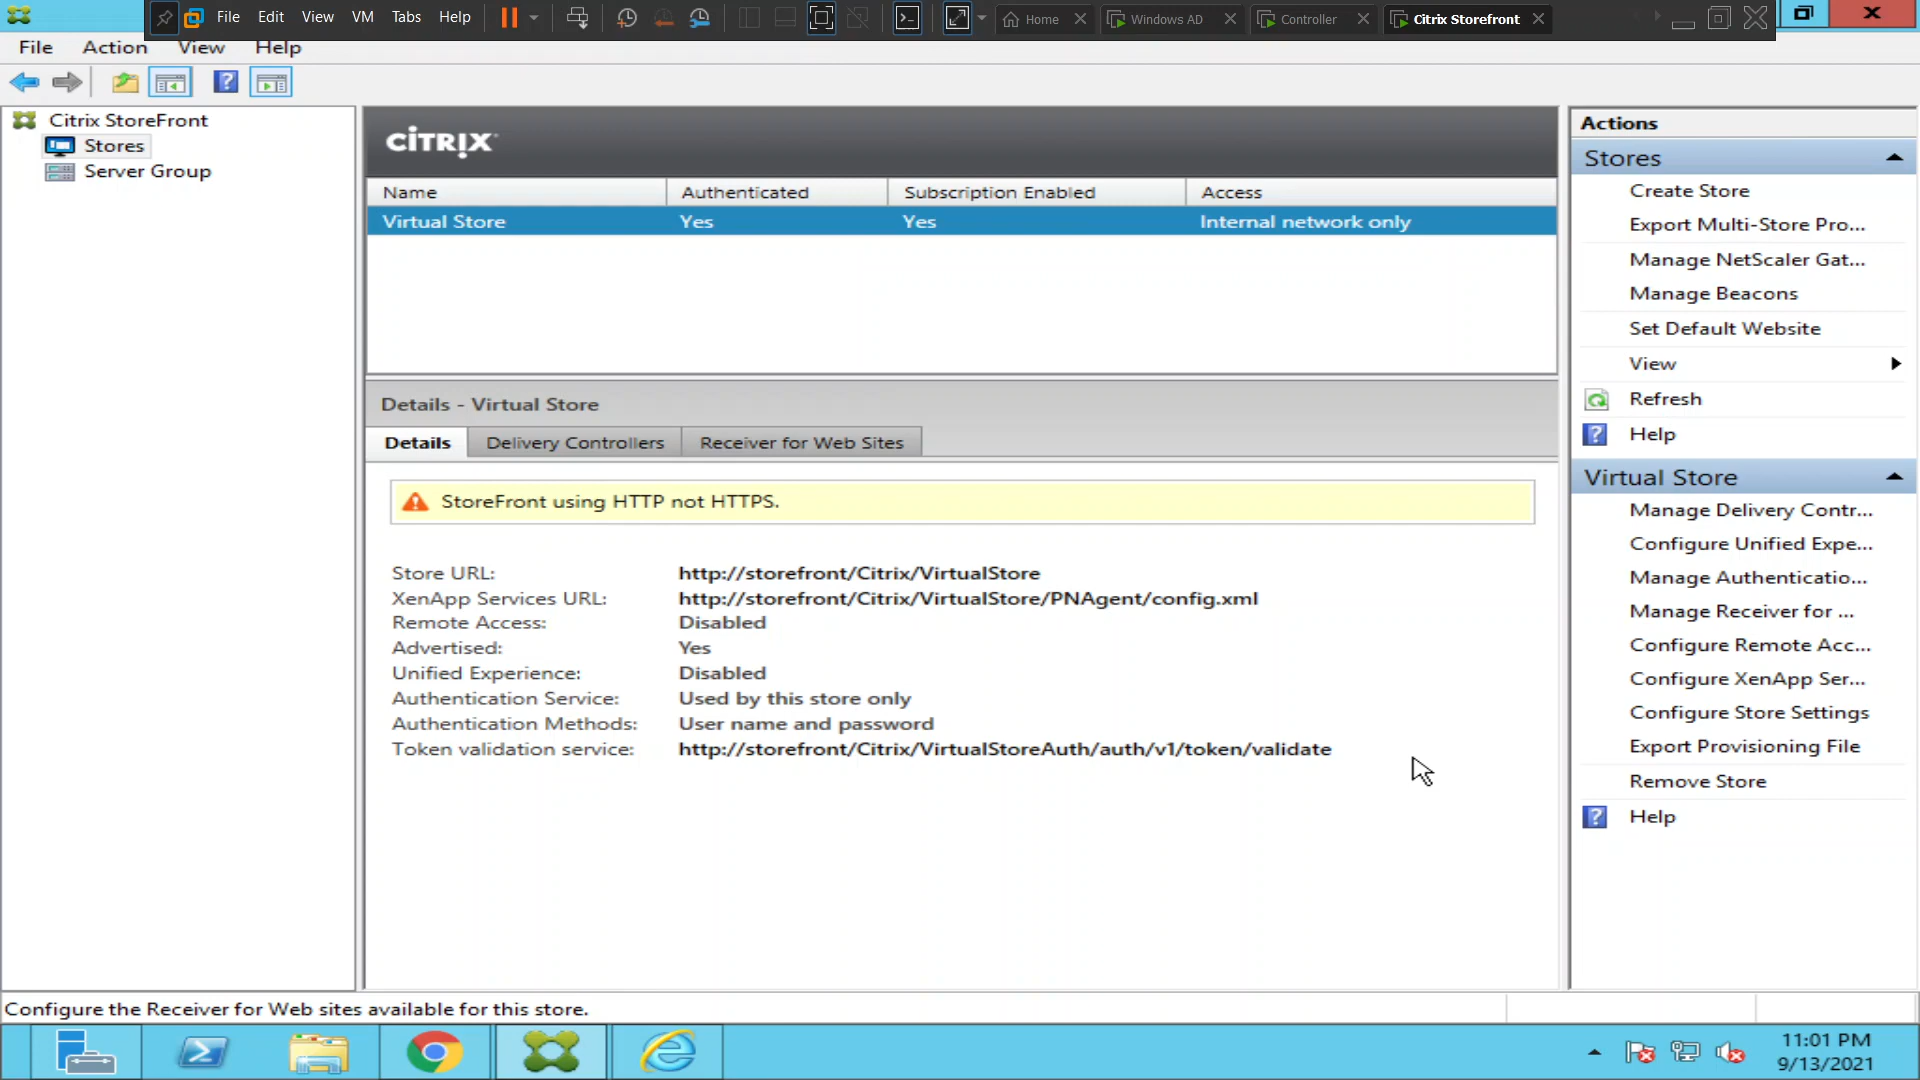 File Edit View VM Tabs Help
Home
Windows AD
Controller
Citrix Storefront
File Action View Help
Citrix StoreFront
Stores
Server Group
CİTRIX
Name Authenticated Subscription Enabled Access
Virtual Store Yes Yes Internal network only
Details - Virtual Store
Details Delivery Controllers Receiver for Web Sites
StoreFront using HTTP not HTTPS.
Store URL: http://storefront/Citrix/VirtualStore
XenApp Services URL: http://storefront/Citrix/VirtualStore/PNAgent/config.xml
Remote Access: Disabled
Advertised: Yes
Unified Experience: Disabled
Authentication Service: Used by this store only
Authentication Methods: User name and password
Token validation service: http://storefront/Citrix/VirtualStoreAuth/auth/v1/token/validate
Actions
Stores
Create Store
Export Multi-Store Pro...
Manage NetScaler Gat...
Manage Beacons
Set Default Website
View
Refresh
Help
Virtual Store
Manage Delivery Contr...
Configure Unified Expe...
Manage Authenticatio...
Manage Receiver for ...
Configure Remote Acc...
Configure XenApp Ser...
Configure Store Settings
Export Provisioning File
Remove Store
Help
Configure the Receiver for Web sites available for this store.
11:01 PM
9/13/2021